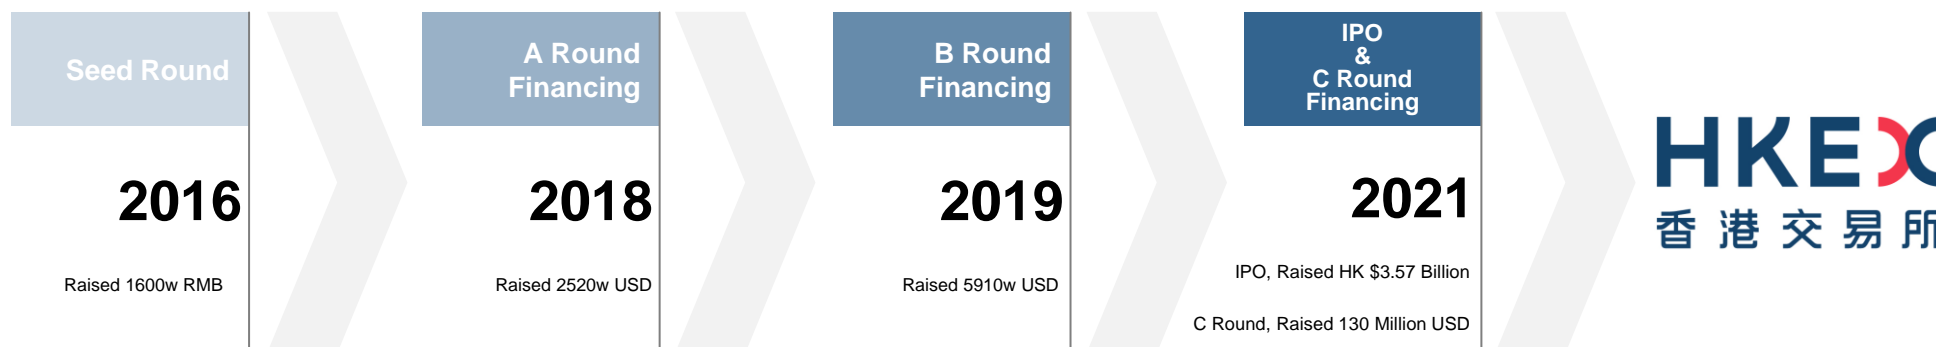 Seed Round
2016
Raised 1600w RMB
A Round
Financing
2018
Raised 2520w USD
B Round
Financing
2019
Raised 5910w USD
IPO
&
C Round
Financing
2021
IPO, Raised HK $3.57 Billion
C Round, Raised 130 Million USD
HKEX
香港交易所